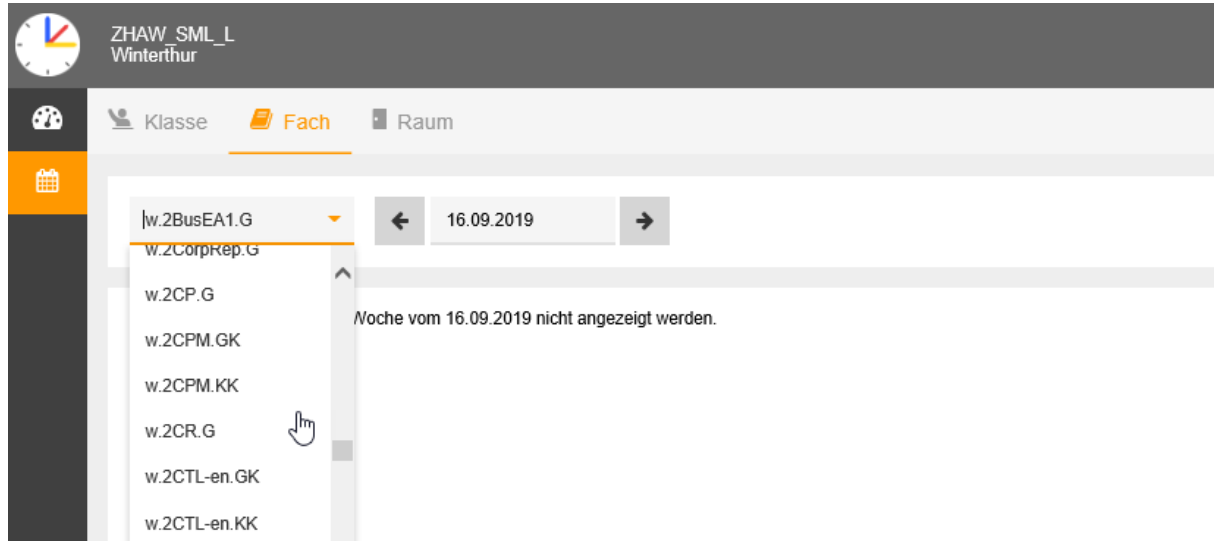 ZHAW_SML_L
Winterthur
Klasse Fach Raum
w.2BusEA1.G 16.09.2019
w.2CorpRep.G
w.2CP.G
Woche vom 16.09.2019 nicht angezeigt werden.
w.2CPM.GK
w.2CPM.KK
w.2CR.G
w.2CTL-en.GK
w.2CTL-en.KK